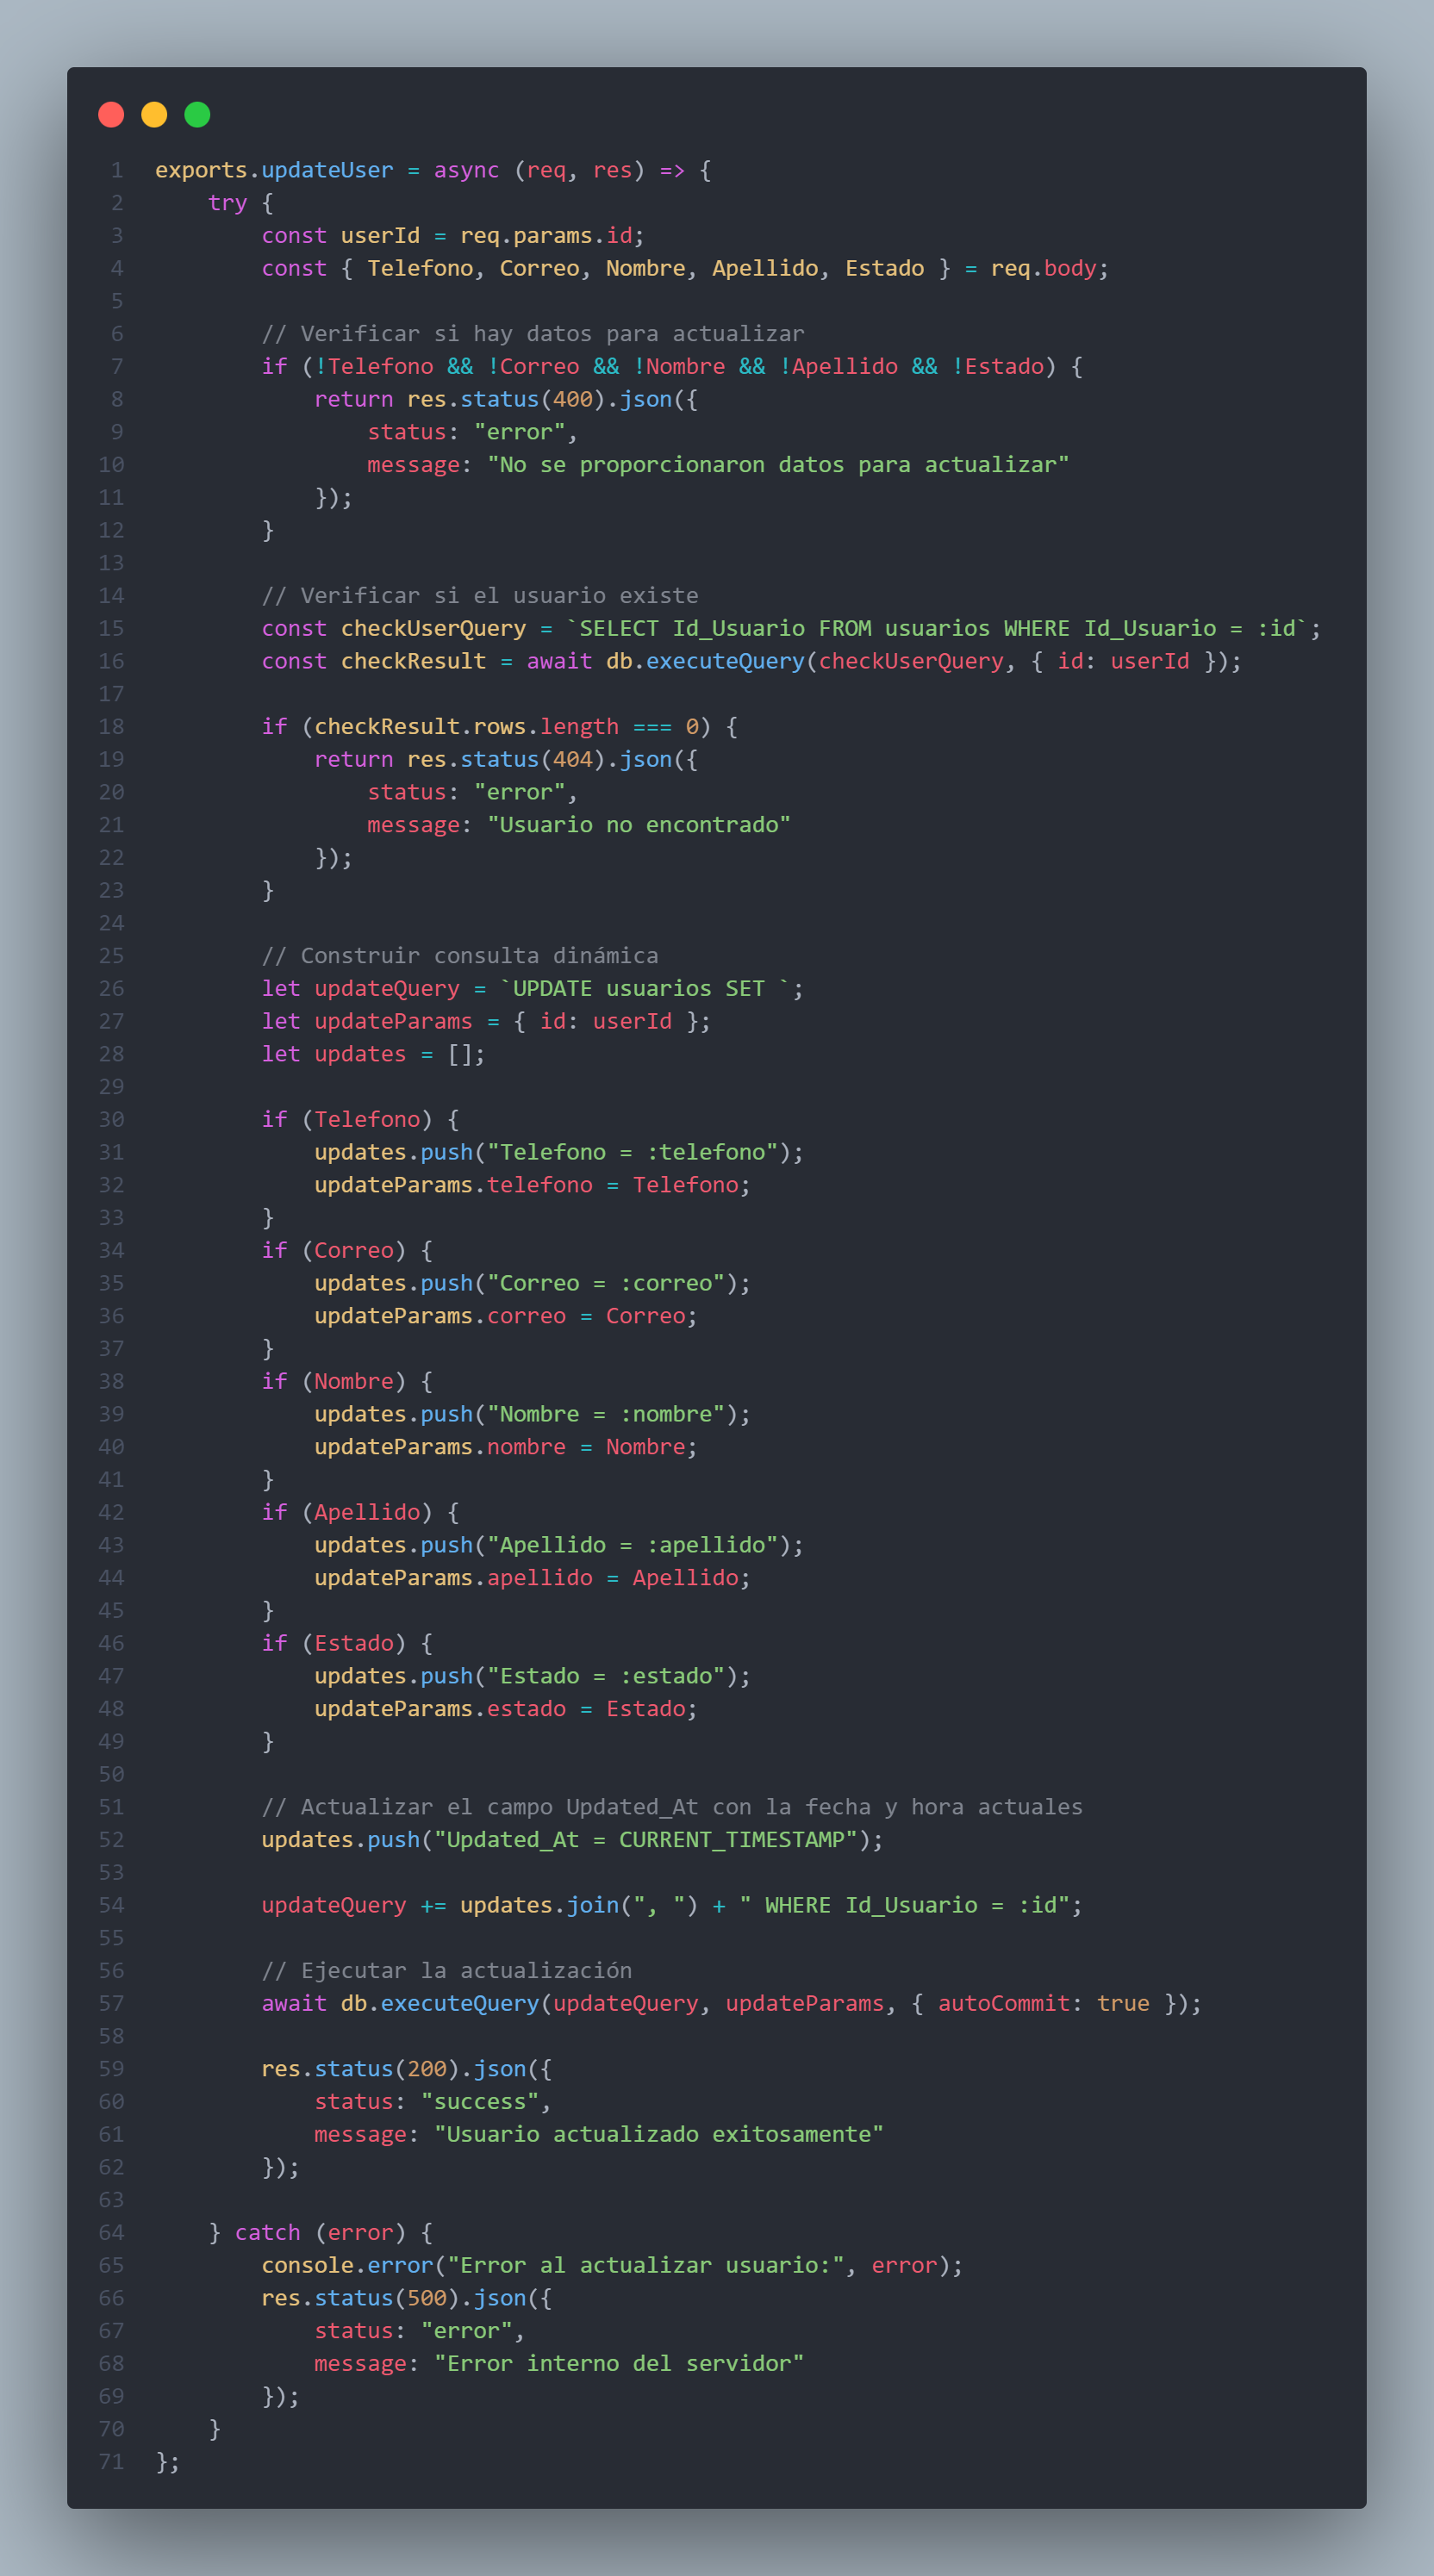 1 exports.updateUser = async (req, res) => {
2     try {
3         const userId = req.params.id;
4         const { Telefono, Correo, Nombre, Apellido, Estado } = req.body;
5
6         // Verificar si hay datos para actualizar
7         if (!Telefono && !Correo && !Nombre && !Apellido && !Estado) {
8             return res.status(400).json({
9                 status: "error",
10                 message: "No se proporcionaron datos para actualizar"
11             });
12         }
13
14         // Verificar si el usuario existe
15         const checkUserQuery = `SELECT Id_Usuario FROM usuarios WHERE Id_Usuario = :id`;
16         const checkResult = await db.executeQuery(checkUserQuery, { id: userId });
17
18         if (checkResult.rows.length === 0) {
19             return res.status(404).json({
20                 status: "error",
21                 message: "Usuario no encontrado"
22             });
23         }
24
25         // Construir consulta dinámica
26         let updateQuery = `UPDATE usuarios SET `;
27         let updateParams = { id: userId };
28         let updates = [];
29
30         if (Telefono) {
31             updates.push("Telefono = :telefono");
32             updateParams.telefono = Telefono;
33         }
34         if (Correo) {
35             updates.push("Correo = :correo");
36             updateParams.correo = Correo;
37         }
38         if (Nombre) {
39             updates.push("Nombre = :nombre");
40             updateParams.nombre = Nombre;
41         }
42         if (Apellido) {
43             updates.push("Apellido = :apellido");
44             updateParams.apellido = Apellido;
45         }
46         if (Estado) {
47             updates.push("Estado = :estado");
48             updateParams.estado = Estado;
49         }
50
51         // Actualizar el campo Updated_At con la fecha y hora actuales
52         updates.push("Updated_At = CURRENT_TIMESTAMP");
53
54         updateQuery += updates.join(", ") + " WHERE Id_Usuario = :id";
55
56         // Ejecutar la actualización
57         await db.executeQuery(updateQuery, updateParams, { autoCommit: true });
58
59         res.status(200).json({
60             status: "success",
61             message: "Usuario actualizado exitosamente"
62         });
63
64     } catch (error) {
65         console.error("Error al actualizar usuario:", error);
66         res.status(500).json({
67             status: "error",
68             message: "Error interno del servidor"
69         });
70     }
71 };